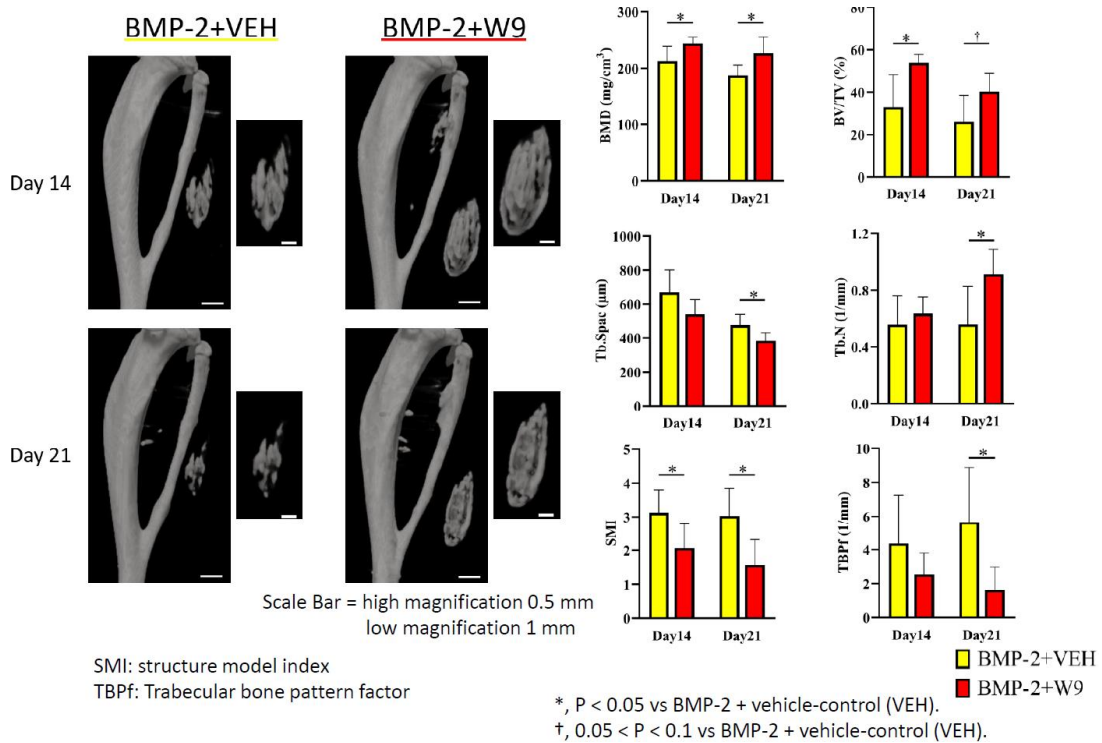 BMP-2+VEH
BMP-2+W9
Day 14
Day 21
Scale Bar = high magnification 0.5 mm
low magnification 1 mm
SMI: structure model index
TBPf: Trabecular bone pattern factor
BMD (mg/cm³)
300
200
100
0
*
*
Day14
Day21
BV/TV (%)
80
60
40
20
0
*
†
Day14
Day21
Tb.Spac (μm)
1000
800
600
400
200
0
*
Day14
Day21
Tb.N (1/mm)
1.2
0.8
0.4
0.0
*
Day14
Day21
SMI
5
4
3
2
1
0
*
*
Day14
Day21
TBPf (1/mm)
10
8
6
4
2
0
*
Day14
Day21
BMP-2+VEH
BMP-2+W9
*, P < 0.05 vs BMP-2 + vehicle-control (VEH).
†, 0.05 < P < 0.1 vs BMP-2 + vehicle-control (VEH).